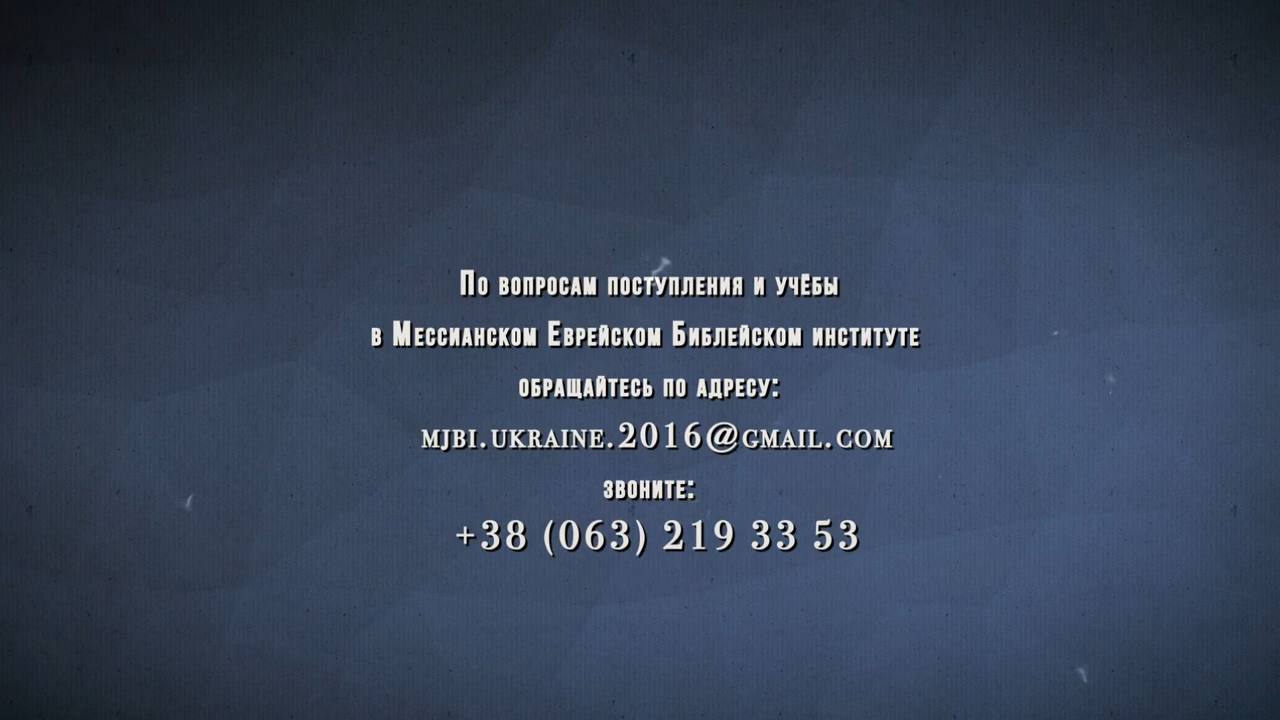 По вопросам поступления и учёбы
в Мессианском Еврейском Библейском институте
обращайтесь по адресу:
mjbi.ukraine.2016@gmail.com
звоните:
+38 (063) 219 33 53